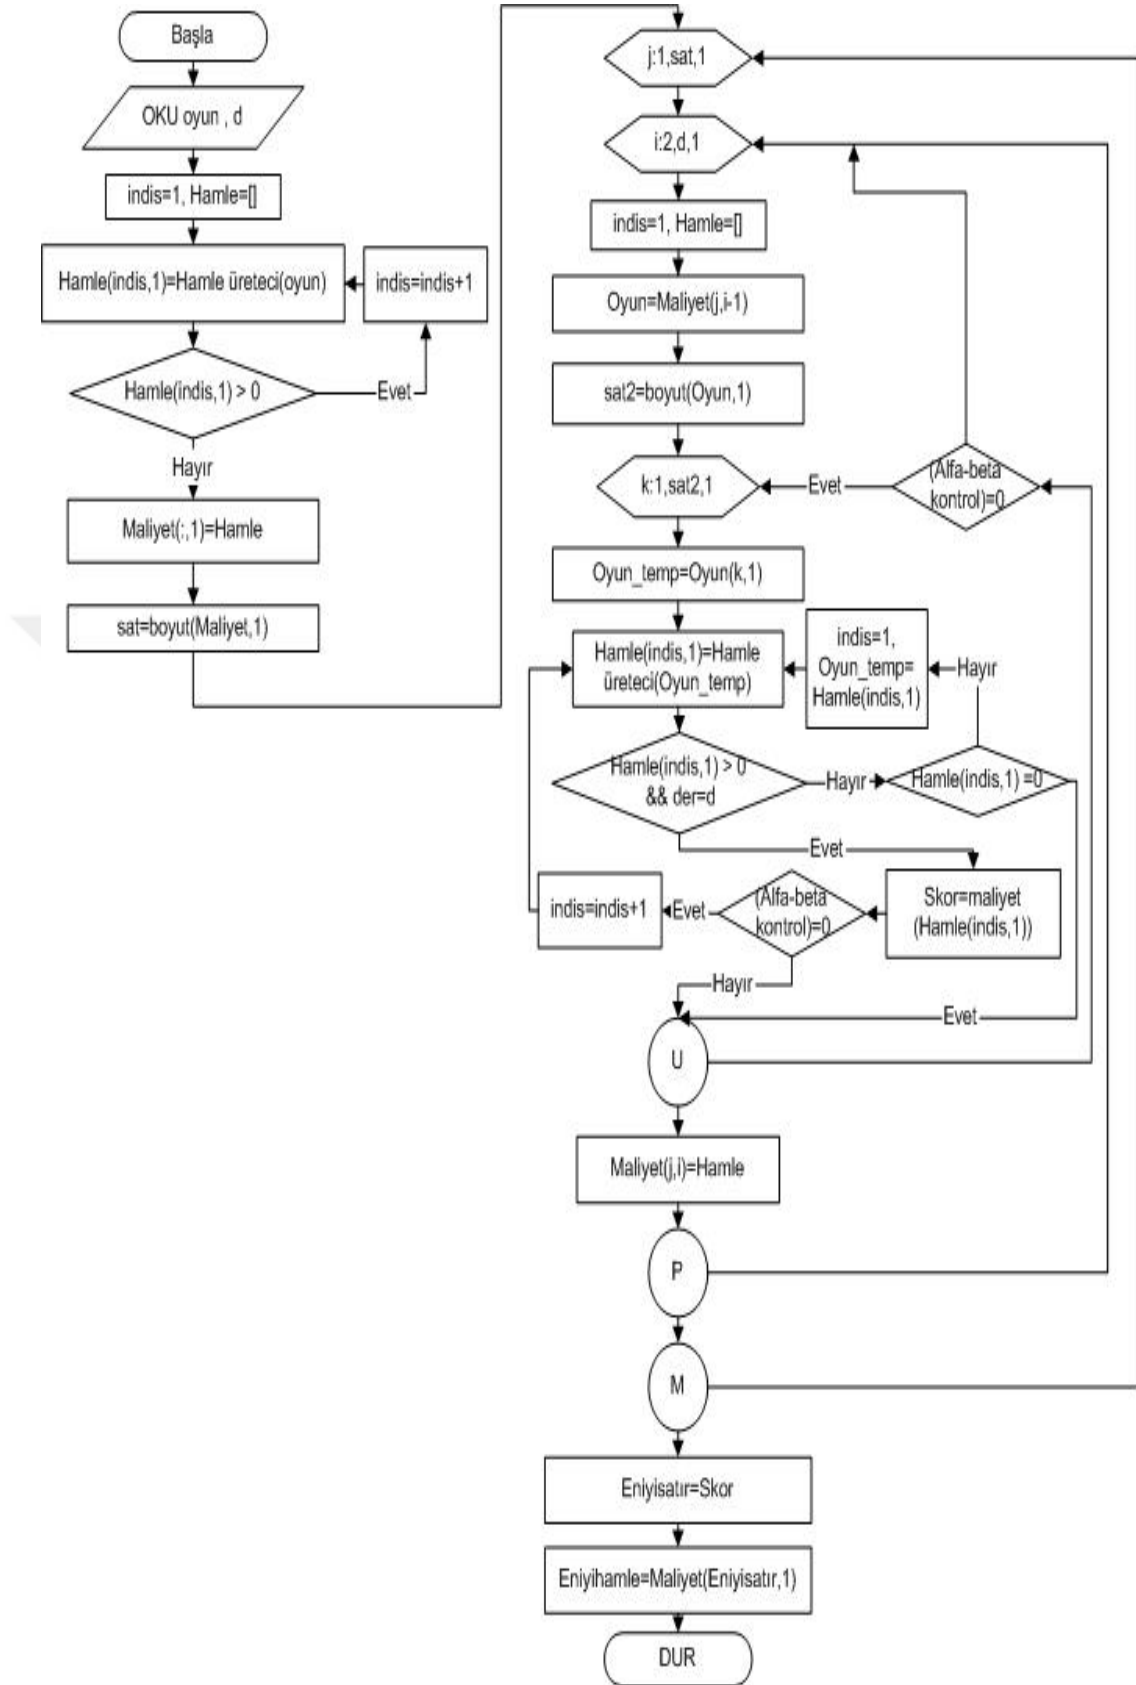 Başla
OKU oyun , d
indis=1, Hamle=[]
Hamle(indis,1)=Hamle üreteci(oyun)
indis=indis+1
Hamle(indis,1) > 0
Evet
Hayır
Maliyet(:,1)=Hamle
sat=boyut(Maliyet,1)
j:1,sat,1
i:2,d,1
indis=1, Hamle=[]
Oyun=Maliyet(j,i-1)
sat2=boyut(Oyun,1)
k:1,sat2,1
Evet
(Alfa-beta
kontrol)=0
Oyun_temp=Oyun(k,1)
Hamle(indis,1)=Hamle
üreteci(Oyun_temp)
indis=1,
Oyun_temp=
Hamle(indis,1)
Hayır
Hamle(indis,1) > 0
&& der=d
Hayır
Hamle(indis,1) =0
Evet
indis=indis+1
Evet
(Alfa-beta
kontrol)=0
Skor=maliyet
(Hamle(indis,1))
Hayır
Evet
U
Maliyet(j,i)=Hamle
P
M
Eniyisatır=Skor
Eniyihamle=Maliyet(Eniyisatır,1)
DUR